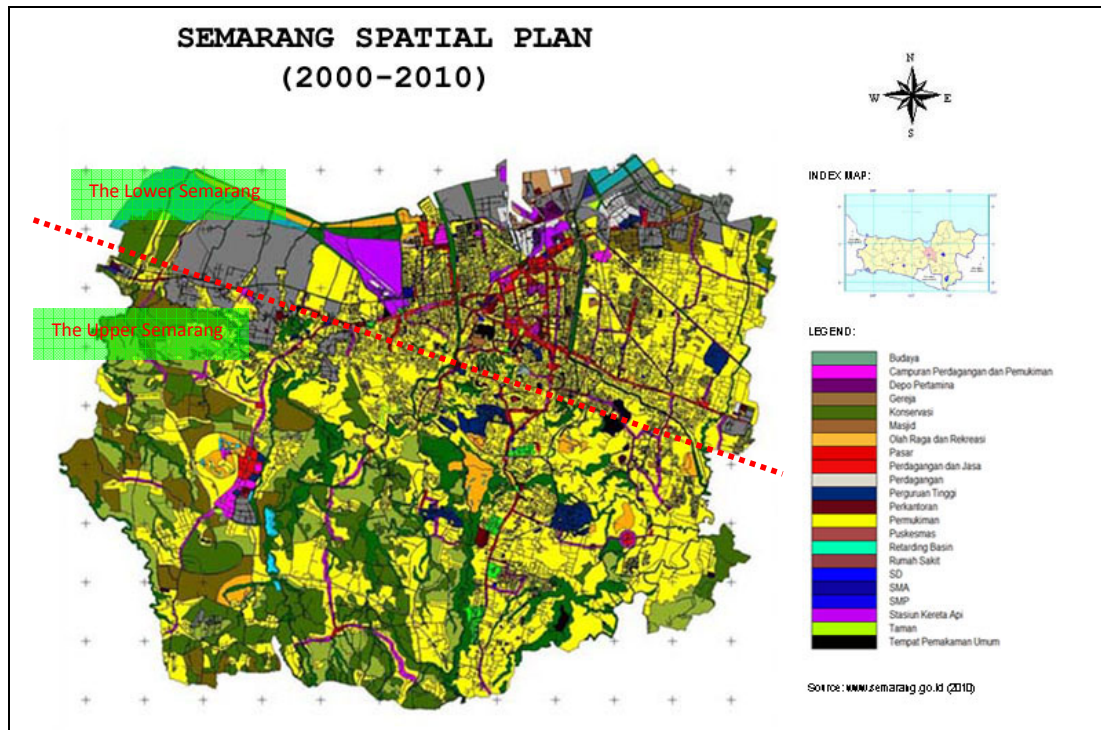 SEMARANG SPATIAL PLAN
(2000-2010)
N
W E
S
The Lower Semarang
The Upper Semarang
INDEX MAP:
LEGEND:
Budaya
Campuran Perdagangan dan Pemukiman
Depo Pertamina
Gereja
Konservasi
Masjid
Olah Raga dan Rekreasi
Pasar
Perdagangan dan Jasa
Perdagangan
Perguruan Tinggi
Perkantoran
Permukiman
Puskesmas
Retarding Basin
Rumah Sakit
SD
SMA
SMP
Stasiun Kereta Api
Taman
Tempat Pemakaman Umum
Source: www.semarang.go.id (2010)